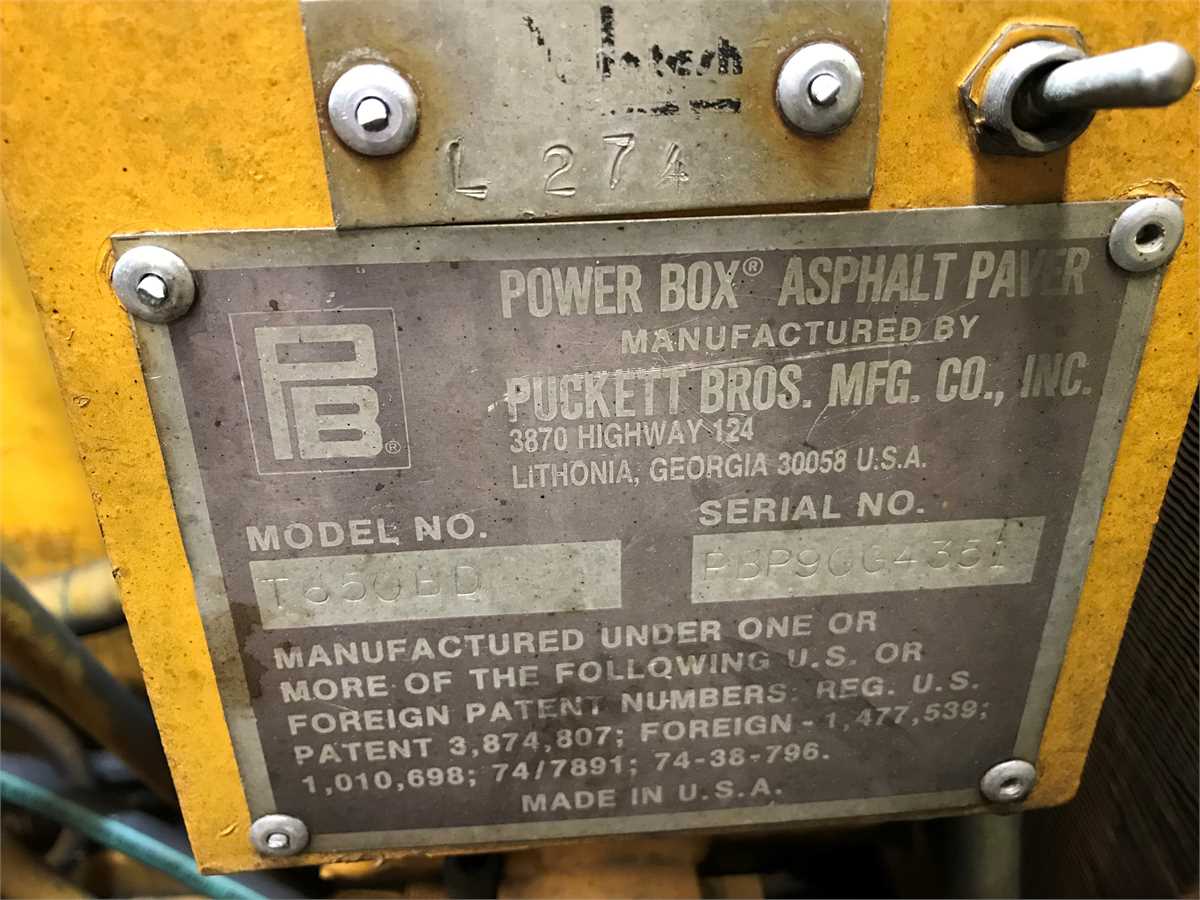 L 274
POWER BOX® ASPHALT PAVER
MANUFACTURED BY
PUCKETT BROS. MFG. CO., INC.
3870 HIGHWAY 124
LITHONIA, GEORGIA 30058 U.S.A.
PB®
MODEL NO.
SERIAL NO.
T650BD
PBP90G4351
MANUFACTURED UNDER ONE OR
MORE OF THE FOLLOWING U.S. OR
FOREIGN PATENT NUMBERS: REG. U.S.
PATENT 3,874,807; FOREIGN - 1,477,539;
1,010,698; 74/7891; 74-38-796.
MADE IN U.S.A.